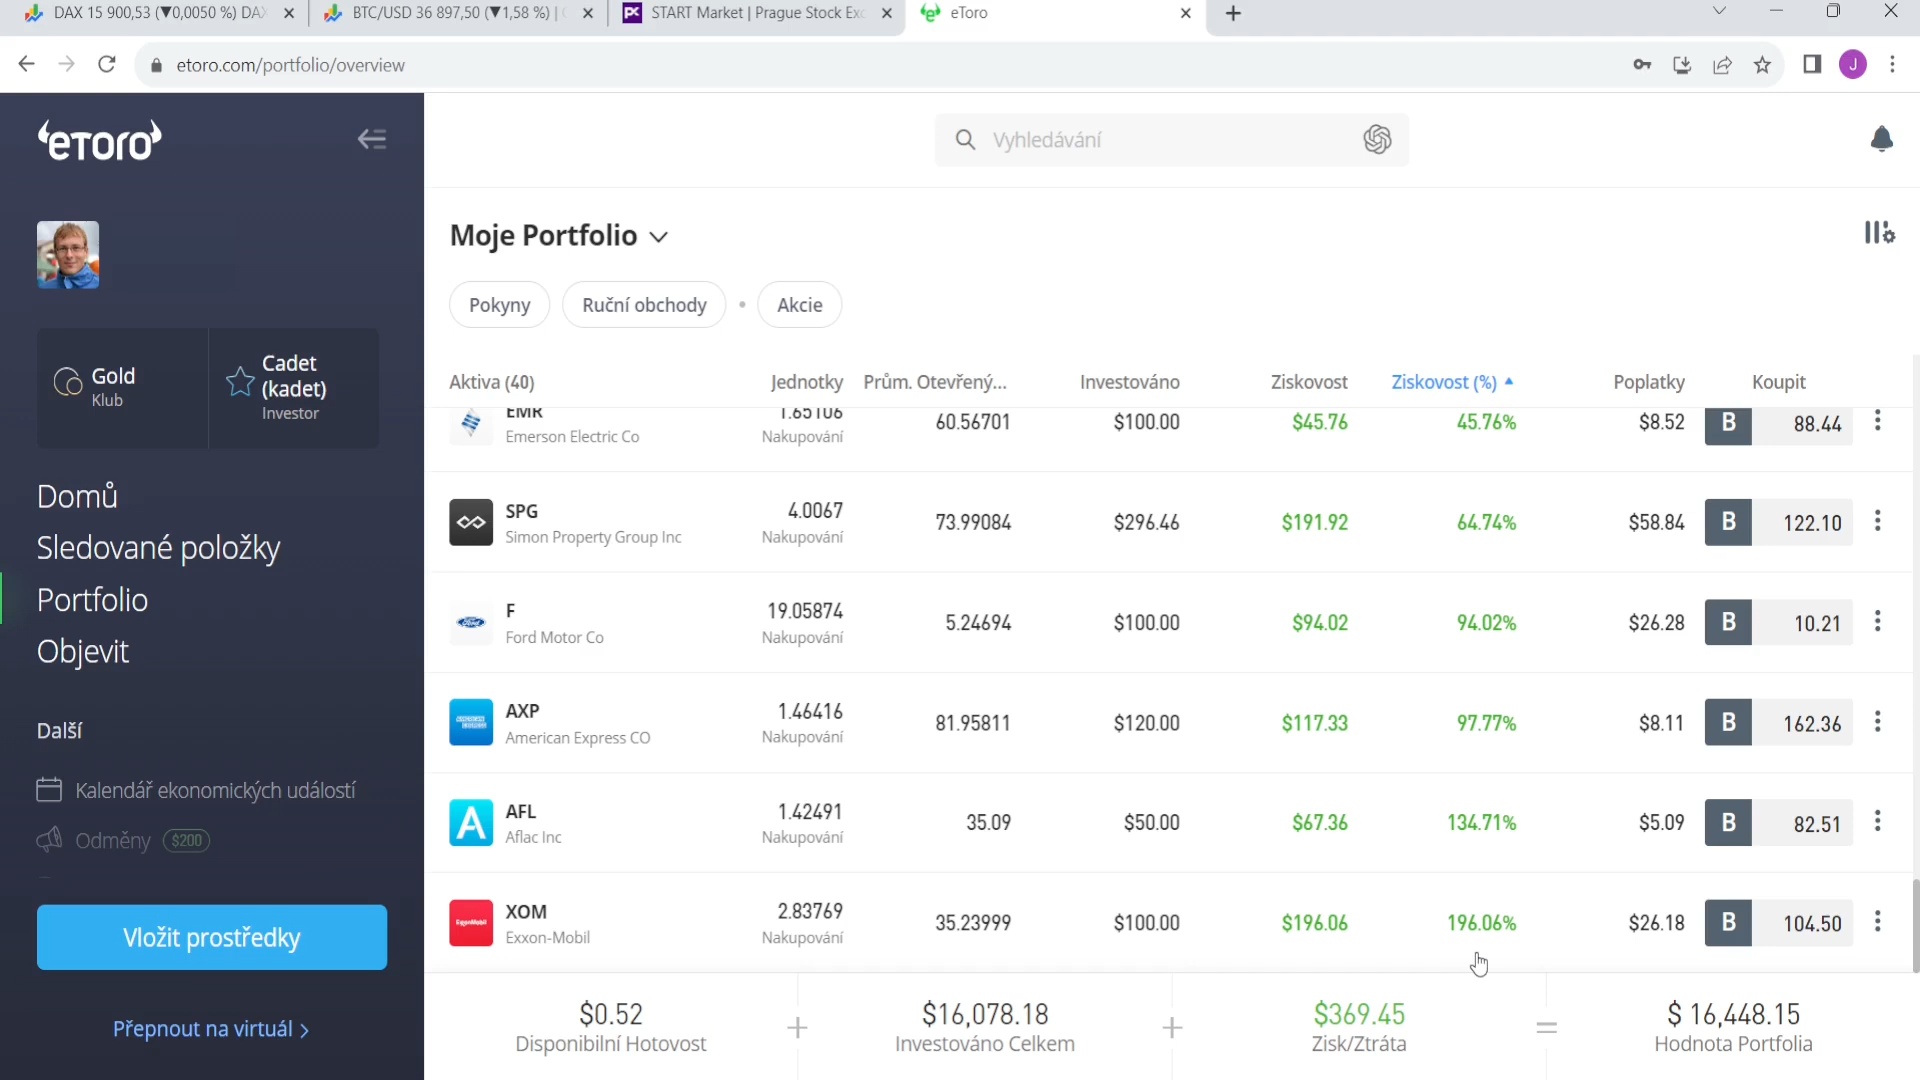 DAX 15 900,53 (▼0,0050 %) DAX
BTC/USD 36 897,50 (▼1,58 %) |
START Market | Prague Stock Exc
eToro
etoro.com/portfolio/overview
J
eToro
Vyhledávání
Moje Portfolio
Gold
Klub
Cadet
(kadet)
Investor
Pokyny
Ruční obchody
Akcie
Domů
Sledované položky
Portfolio
Objevit
Další
Kalendář ekonomických událostí
Odměny $200
Vložit prostředky
Přepnout na virtuál >
Aktiva (40) Jednotky Prům. Otevřený... Investováno Ziskovost Ziskovost (%) Poplatky Koupit
EMR 1.65106 60.56701 $100.00 $45.76 45.76% $8.52 B 88.44
Emerson Electric Co Nakupování
SPG 4.0067 73.99084 $296.46 $191.92 64.74% $58.84 B 122.10
Simon Property Group Inc Nakupování
F 19.05874 5.24694 $100.00 $94.02 94.02% $26.28 B 10.21
Ford Motor Co Nakupování
AXP 1.46416 81.95811 $120.00 $117.33 97.77% $8.11 B 162.36
American Express CO Nakupování
AFL 1.42491 35.09 $50.00 $67.36 134.71% $5.09 B 82.51
Aflac Inc Nakupování
XOM 2.83769 35.23999 $100.00 $196.06 196.06% $26.18 B 104.50
Exxon-Mobil Nakupování
$0.52 + $16,078.18 + $369.45 = $ 16,448.15
Disponibilní Hotovost Investováno Celkem Zisk/Ztráta Hodnota Portfolia